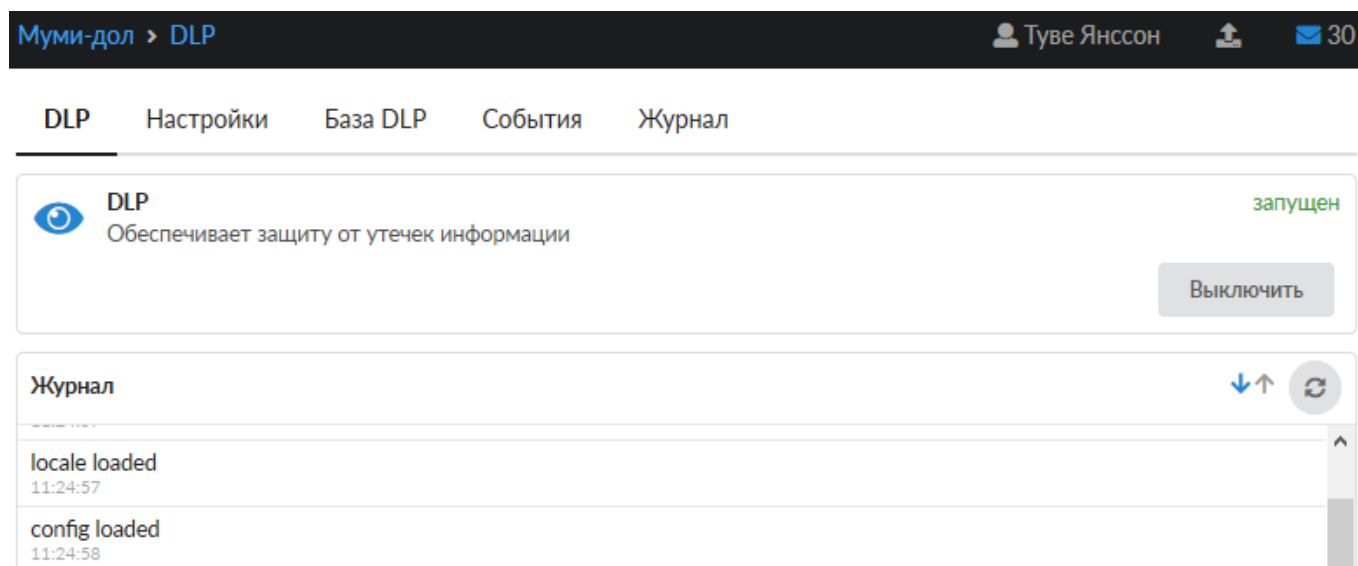 Муми-дол > DLP Туве Янссон 30
DLP Настройки База DLP События Журнал
DLP запущен
Обеспечивает защиту от утечек информации
Выключить
Журнал
locale loaded
11:24:57
config loaded
11:24:58